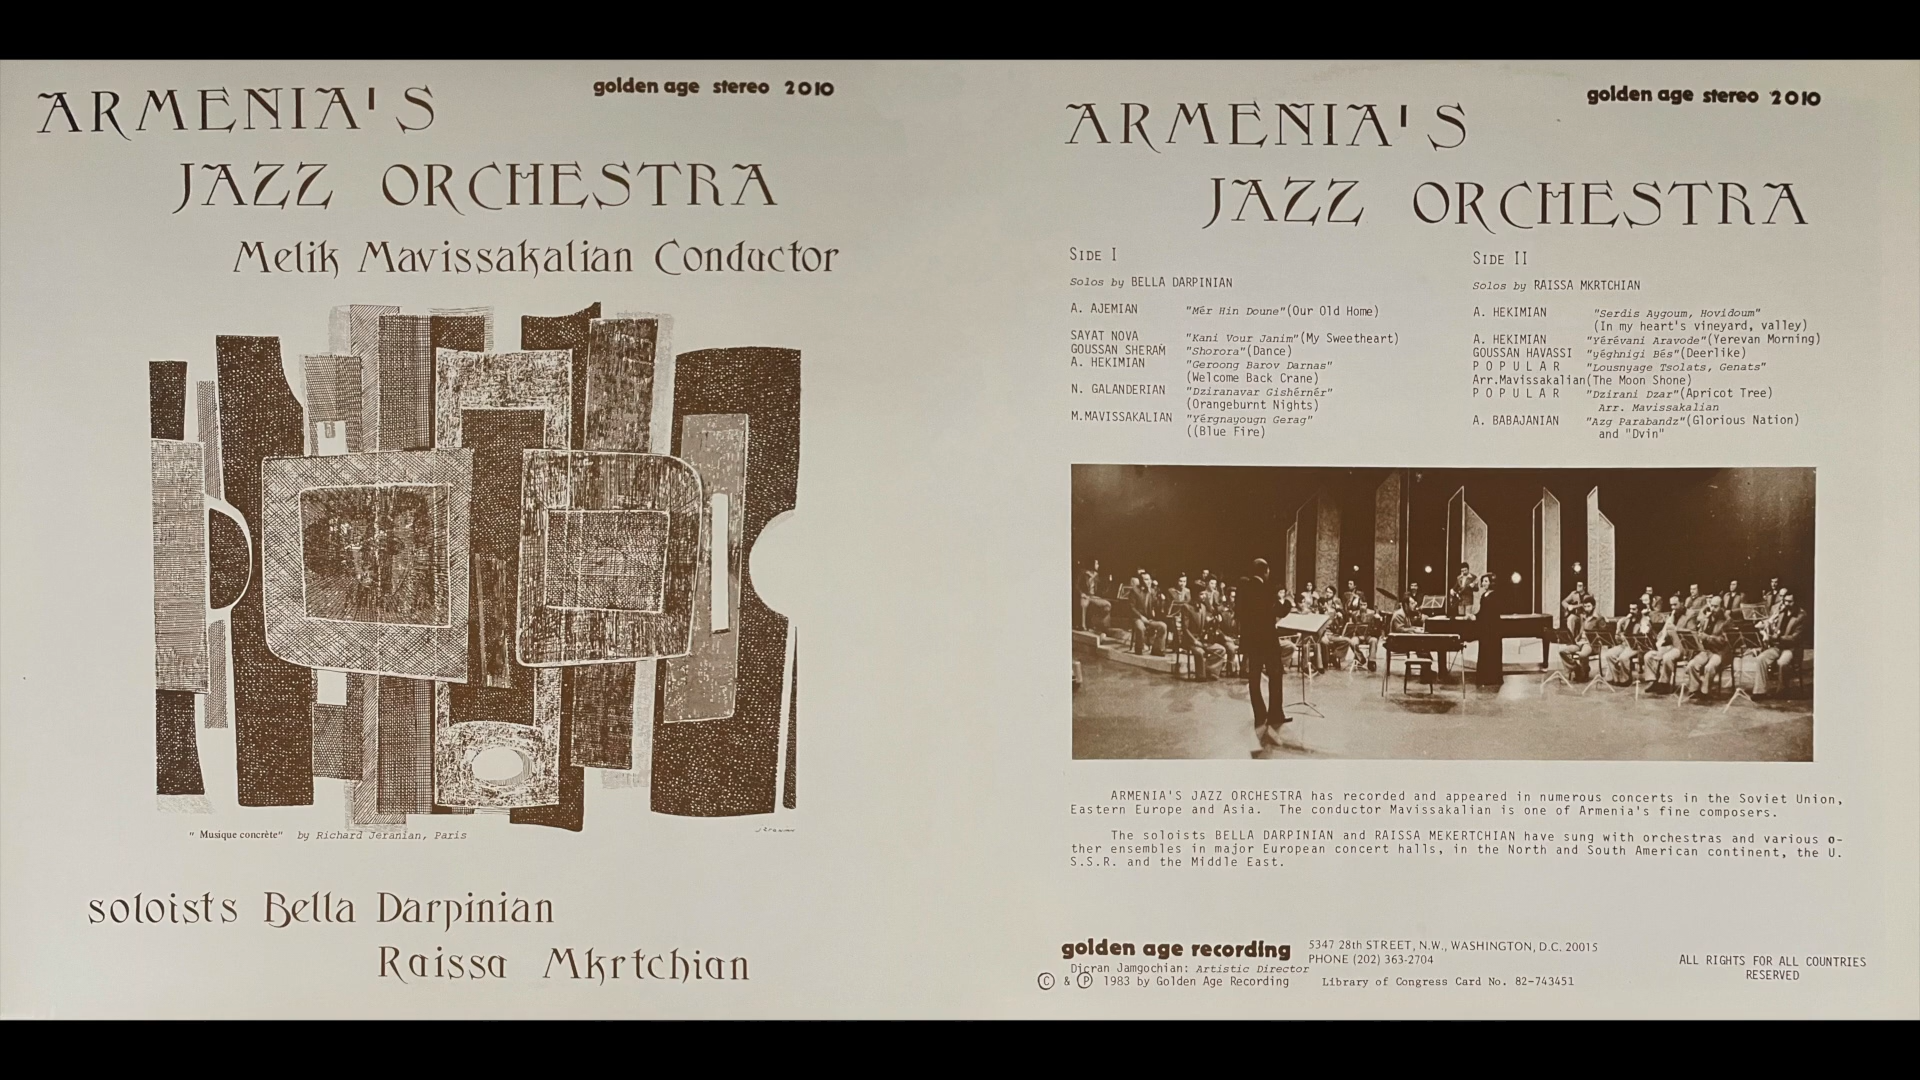 golden age stereo 2010
ARMENIA'S
JAZZ ORCHESTRA
Melik Mavissakalian Conductor
" Musique concrète" by Richard Jeranian, Paris
soloists Bella Darpinian
Raissa Mkrtchian
golden age stereo 2010
ARMENIA'S
JAZZ ORCHESTRA
SIDE I
Solos by BELLA DARPINIAN
A. AJEMIAN "Mér Hin Doune"(Our Old Home)
SAYAT NOVA "Kani Vour Janim"(My Sweetheart)
GOUSSAN SHERAM "Shorora"(Dance)
A. HEKIMIAN "Geroong Barov Darnas"
(Welcome Back Crane)
N. GALANDERIAN "Dziranavar Gishérnér"
(Orangeburnt Nights)
M.MAVISSAKALIAN "Yérgnayougn Gerag"
((Blue Fire)
SIDE II
Solos by RAISSA MKRTCHIAN
A. HEKIMIAN "Serdis Aygoum, Hovidoum"
(In my heart's vineyard, valley)
A. HEKIMIAN "Yérévani Aravode"(Yerevan Morning)
GOUSSAN HAVASSI "yéghnigi Bés"(Deerlike)
P O P U L A R "Lousnyage Tsolats, Genats"
Arr.Mavissakalian(The Moon Shone)
P O P U L A R "Dzirani Dzar"(Apricot Tree)
Arr. Mavissakalian
A. BABAJANIAN "Azg Parabandz"(Glorious Nation)
and "Dvin"
ARMENIA'S JAZZ ORCHESTRA has recorded and appeared in numerous concerts in the Soviet Union,
Eastern Europe and Asia. The conductor Mavissakalian is one of Armenia's fine composers.
The soloists BELLA DARPINIAN and RAISSA MEKERTCHIAN have sung with orchestras and various o-
ther ensembles in major European concert halls, in the North and South American continent, the U.
S.S.R. and the Middle East.
golden age recording 5347 28th STREET, N.W., WASHINGTON, D.C. 20015
PHONE (202) 363-2704
Dicran Jamgochian: Artistic Director
© & ℗ 1983 by Golden Age Recording Library of Congress Card No. 82-743451
ALL RIGHTS FOR ALL COUNTRIES
RESERVED